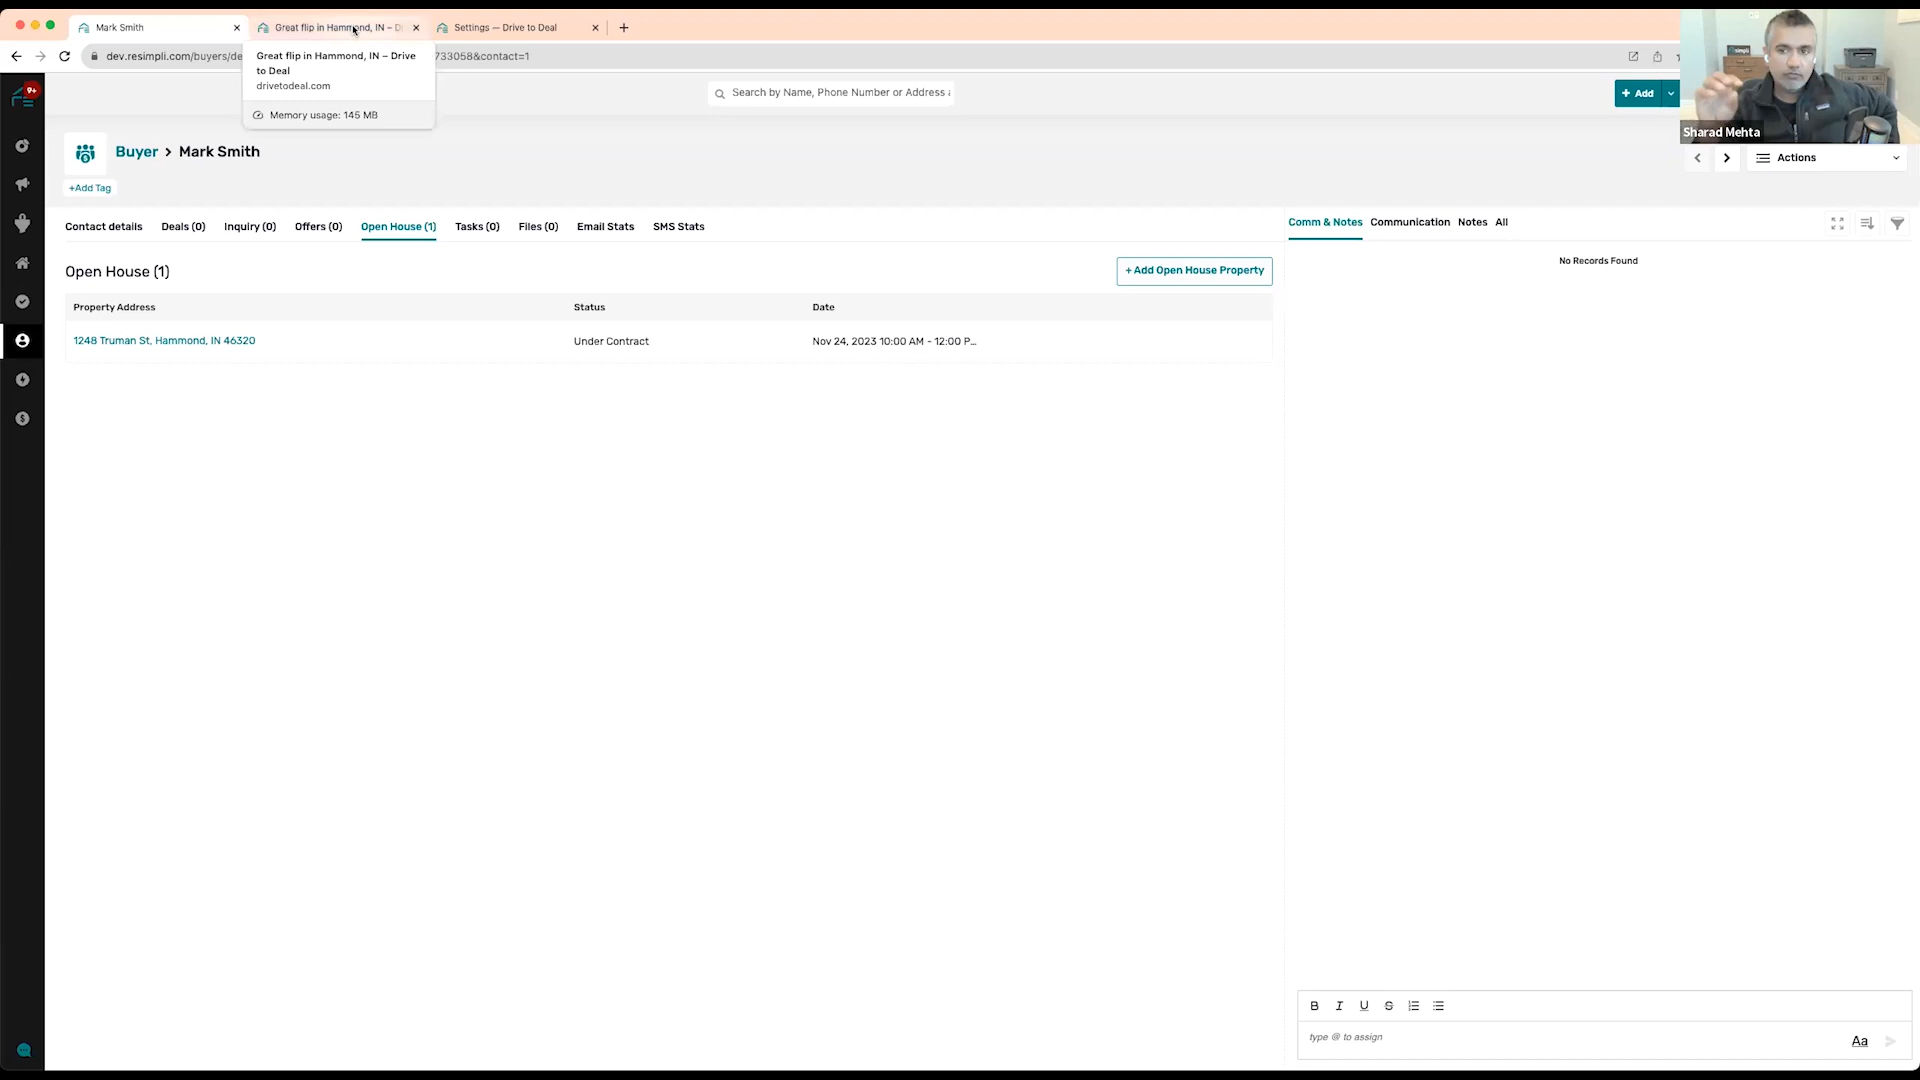 Mark Smith
Great flip in Hammond, IN – D
Settings — Drive to Deal
dev.resimpli.com/buyers/de
733058&contact=1
Great flip in Hammond, IN – Drive
to Deal
drivetodeal.com
Memory usage: 145 MB
9+
Search by Name, Phone Number or Address
+ Add
simpli
Sharad Mehta
Buyer > Mark Smith
+Add Tag
Actions
Contact details
Deals (0)
Inquiry (0)
Offers (0)
Open House (1)
Tasks (0)
Files (0)
Email Stats
SMS Stats
Comm & Notes
Communication
Notes
All
Open House (1)
+ Add Open House Property
No Records Found
Property Address
Status
Date
1248 Truman St, Hammond, IN 46320
Under Contract
Nov 24, 2023 10:00 AM - 12:00 P...
B I U S
type @ to assign
Aa